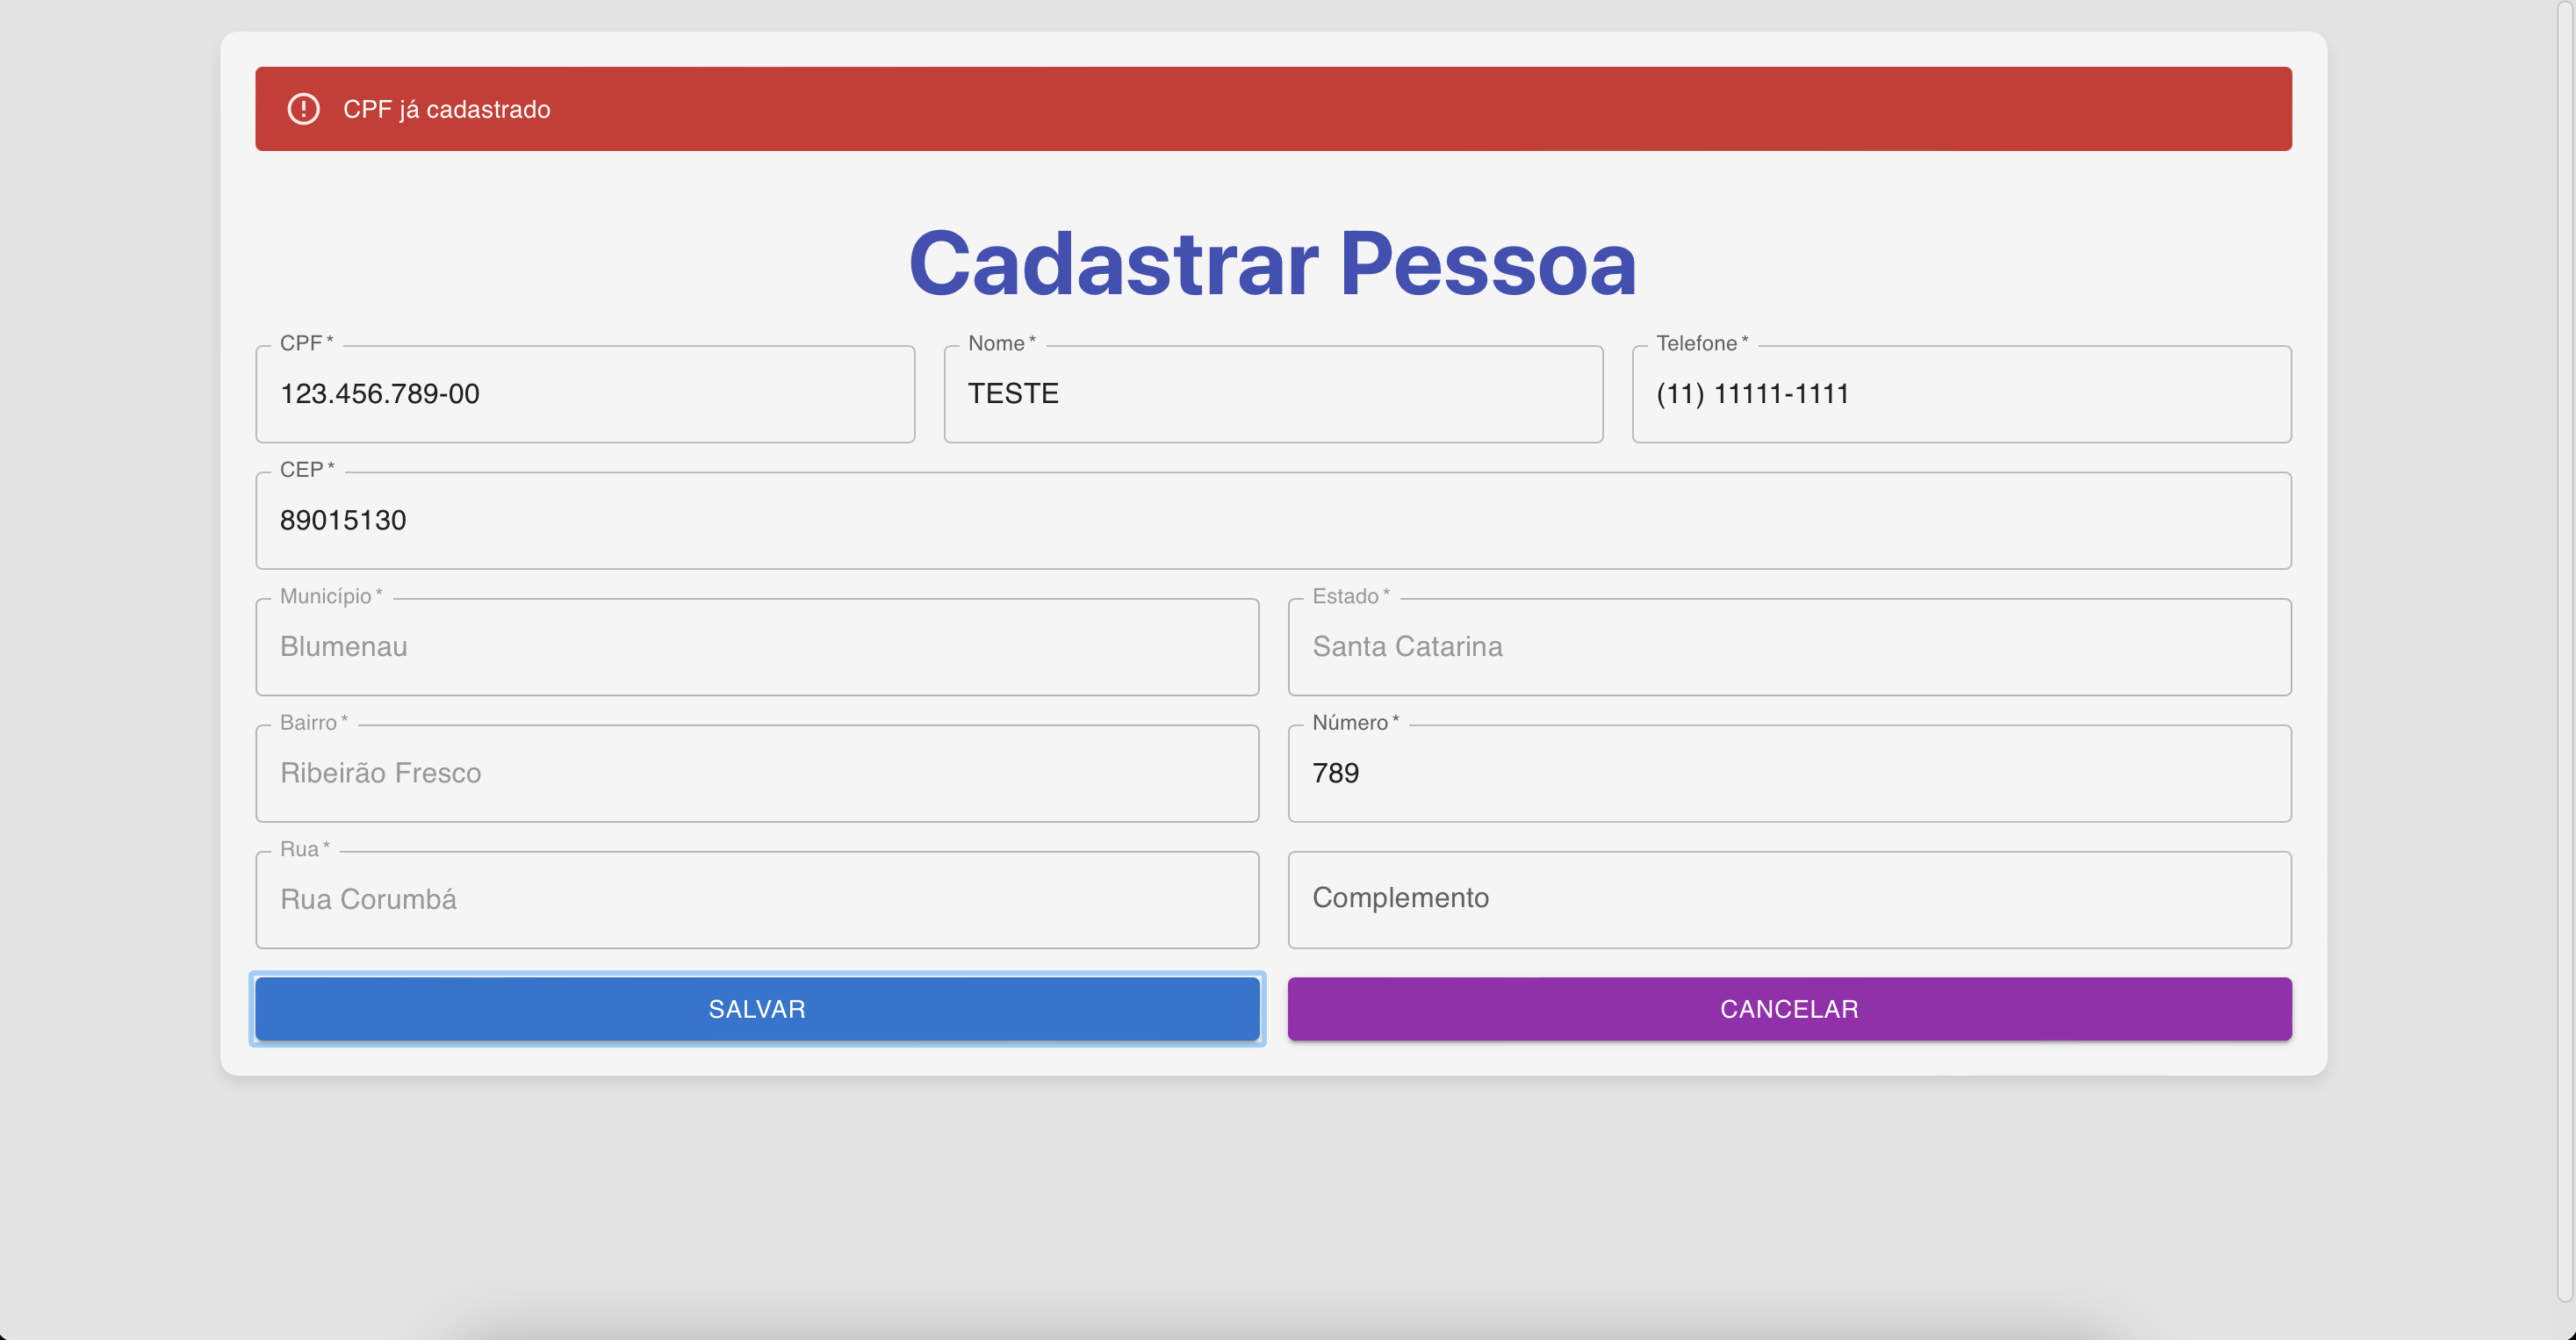 CPF já cadastrado
Cadastrar Pessoa
CPF * Nome * Telefone *
123.456.789-00 TESTE (11) 11111-1111
CEP *
89015130
Município * Estado *
Blumenau Santa Catarina
Bairro * Número *
Ribeirão Fresco 789
Rua *
Rua Corumbá Complemento
SALVAR CANCELAR